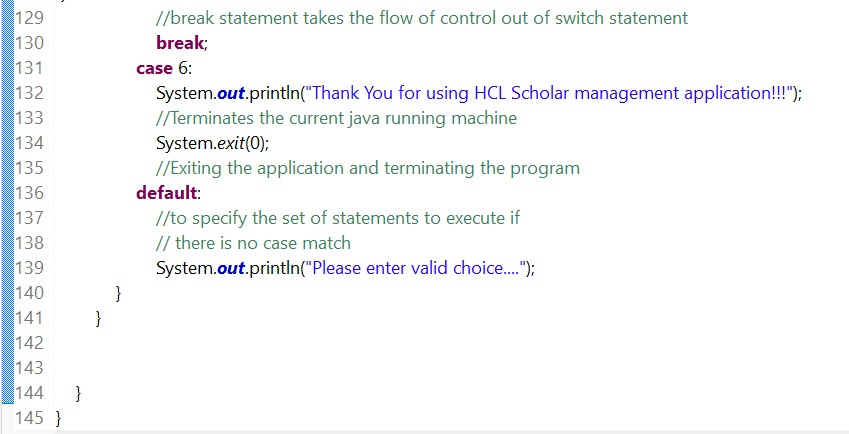 129 //break statement takes the flow of control out of switch statement
130 break;
131 case 6:
132 System.out.println("Thank You for using HCL Scholar management application!!!");
133 //Terminates the current java running machine
134 System.exit(0);
135 //Exiting the application and terminating the program
136 default:
137 //to specify the set of statements to execute if
138 // there is no case match
139 System.out.println("Please enter valid choice....");
140 }
141 }
142
143
144 }
145 }